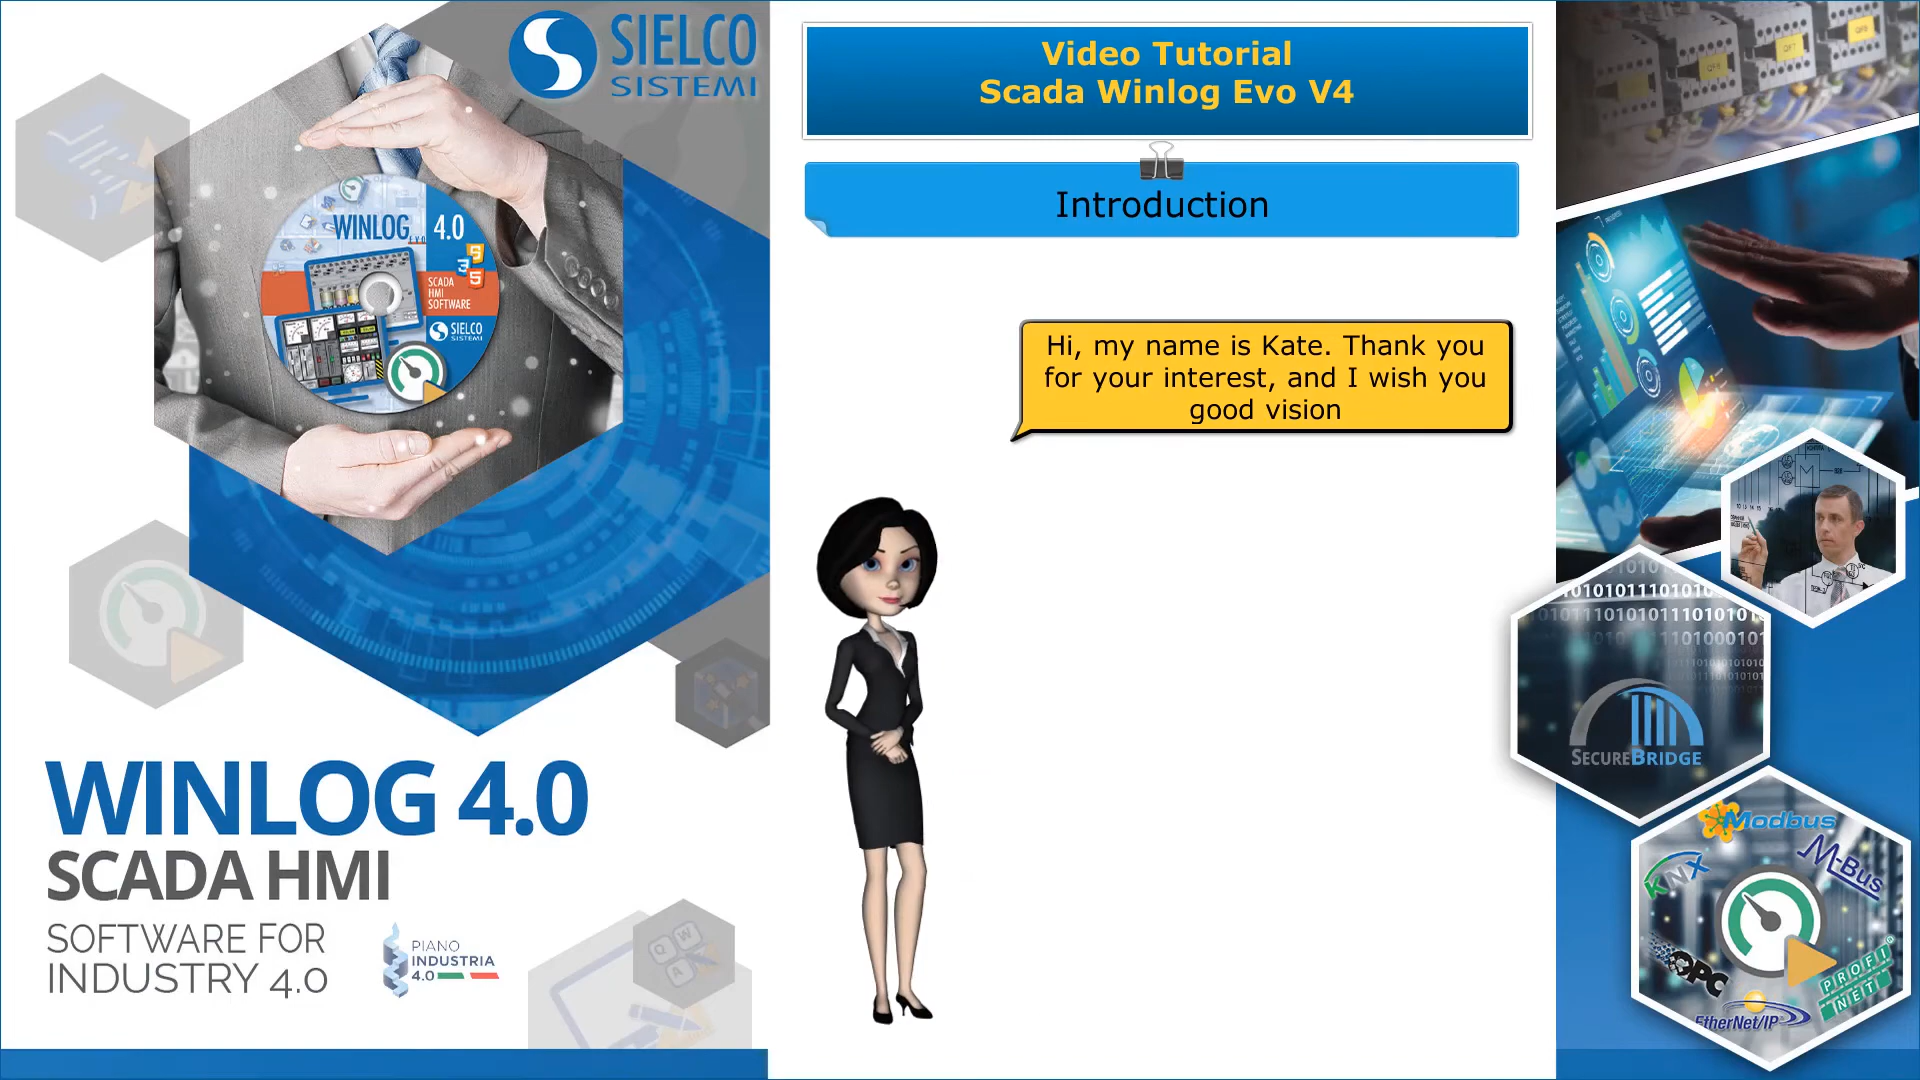 SIELCO
SISTEMI
WINLOG 4.0
EVO
SCADA
HMI
SOFTWARE
SIELCO
SISTEMI
WINLOG 4.0
SCADA HMI
SOFTWARE FOR
INDUSTRY 4.0
PIANO
INDUSTRIA
4.0
Video Tutorial
Scada Winlog Evo V4
Introduction
Hi, my name is Kate. Thank you
for your interest, and I wish you
good vision
SECUREBRIDGE
Modbus
M-Bus
KNX
OPC
PROFI
NET
EtherNet/IP
Q W
A